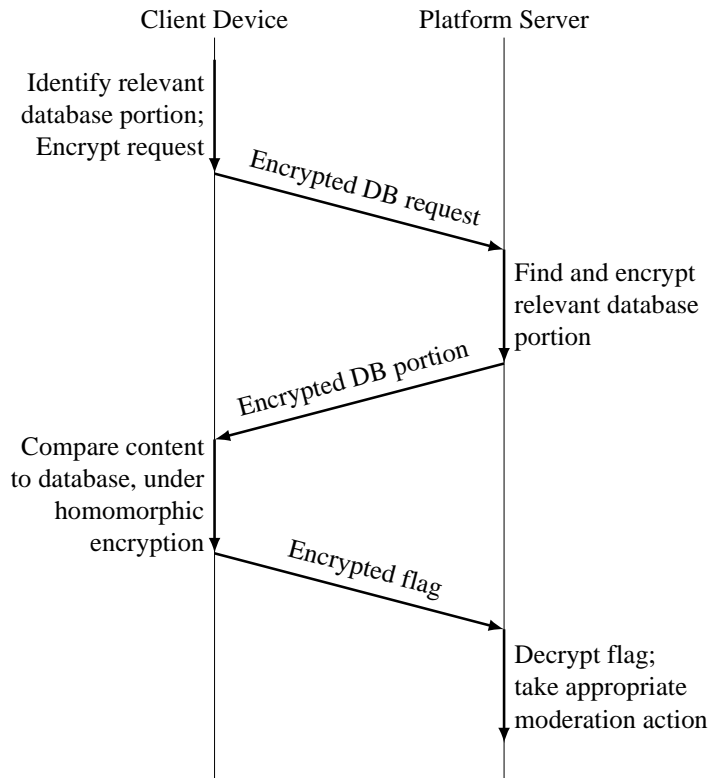 Client Device
Platform Server
Identify relevant
database portion;
Encrypt request
Encrypted DB request
Find and encrypt
relevant database
portion
Encrypted DB portion
Compare content
to database, under
homomorphic
encryption
Encrypted flag
Decrypt flag;
take appropriate
moderation action